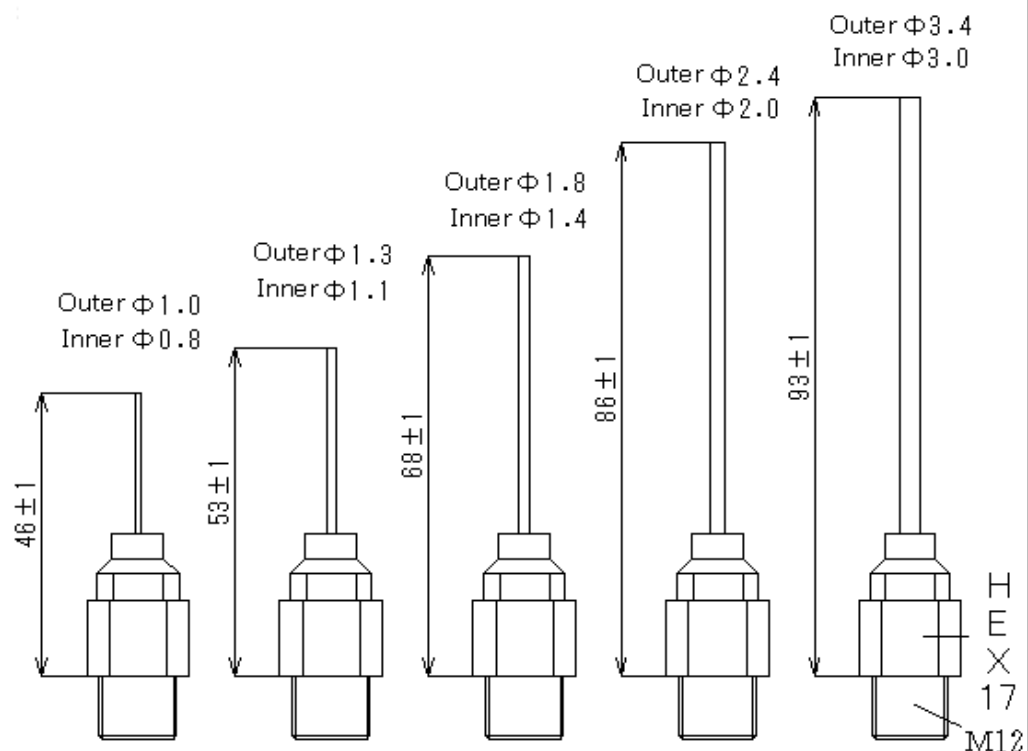 Outer Φ1.0
Inner Φ0.8
46±1
Outer Φ1.3
Inner Φ1.1
53±1
Outer Φ1.8
Inner Φ1.4
68±1
Outer Φ2.4
Inner Φ2.0
86±1
Outer Φ3.4
Inner Φ3.0
93±1
HEX 17
M12